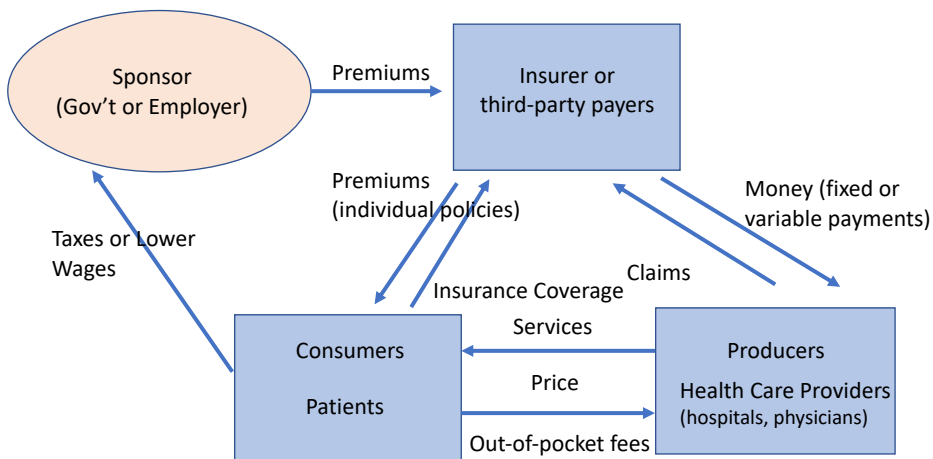 Sponsor
(Gov’t or Employer)
Premiums
Insurer or
third-party payers
Premiums
(individual policies)
Money (fixed or
variable payments)
Taxes or Lower
Wages
Claims
Insurance Coverage
Services
Consumers
Patients
Price
Out-of-pocket fees
Producers
Health Care Providers
(hospitals, physicians)